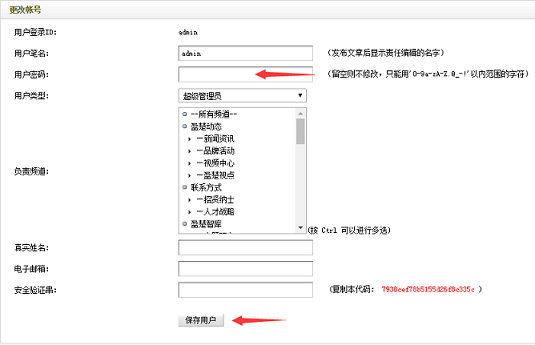 更改帐号
用户登录ID: admin
用户笔名: admin (发布文章后显示责任编辑的名字)
用户密码: (留空则不修改，只能用'0-9a-zA-Z.@_-!'以内范围的字符)
用户类型: 超级管理员
--所有频道--
盈楚动态
─新闻资讯
─品牌活动
─视频中心
─盈楚视点
负责频道:
联系方式
─招贤纳士
─人才战略
盈楚智库
(按 Ctrl 可以进行多选)
真实姓名:
电子邮箱:
安全验证串: (复制本代码: 7938cef78b5155d26f8c335c )
保存用户